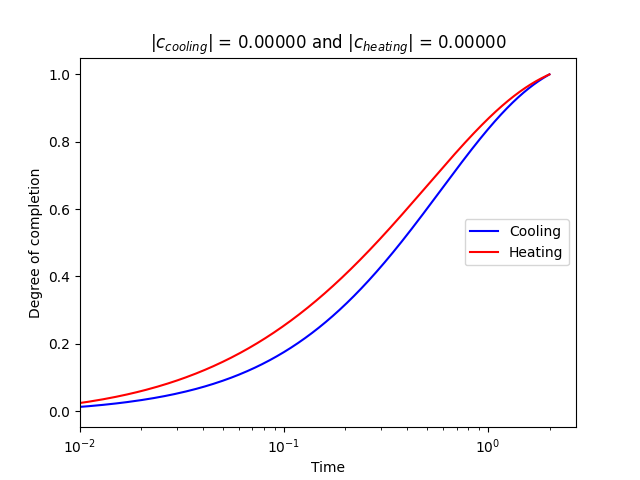 |c_cooling| = 0.00000 and |c_heating| = 0.00000
1.0
0.8
0.6
0.4
0.2
0.0
Degree of completion
Cooling
Heating
10^-2
10^-1
10^0
Time